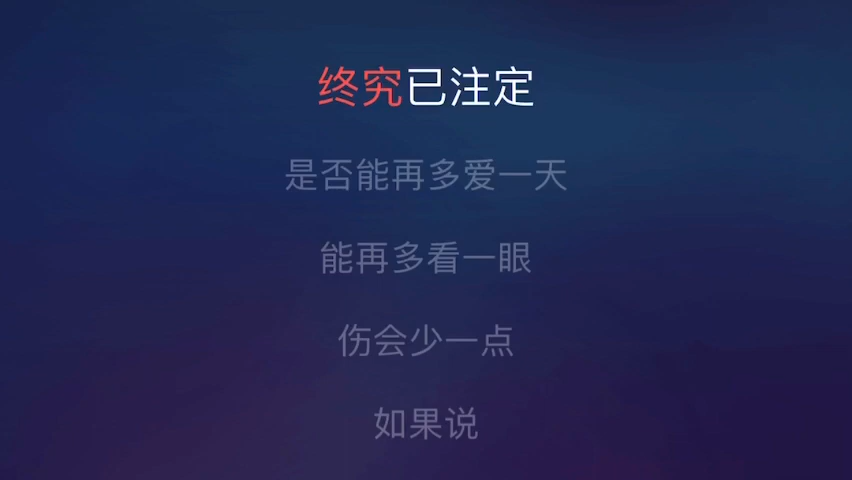 终究已注定
是否能再多爱一天
能再多看一眼
伤会少一点
如果说